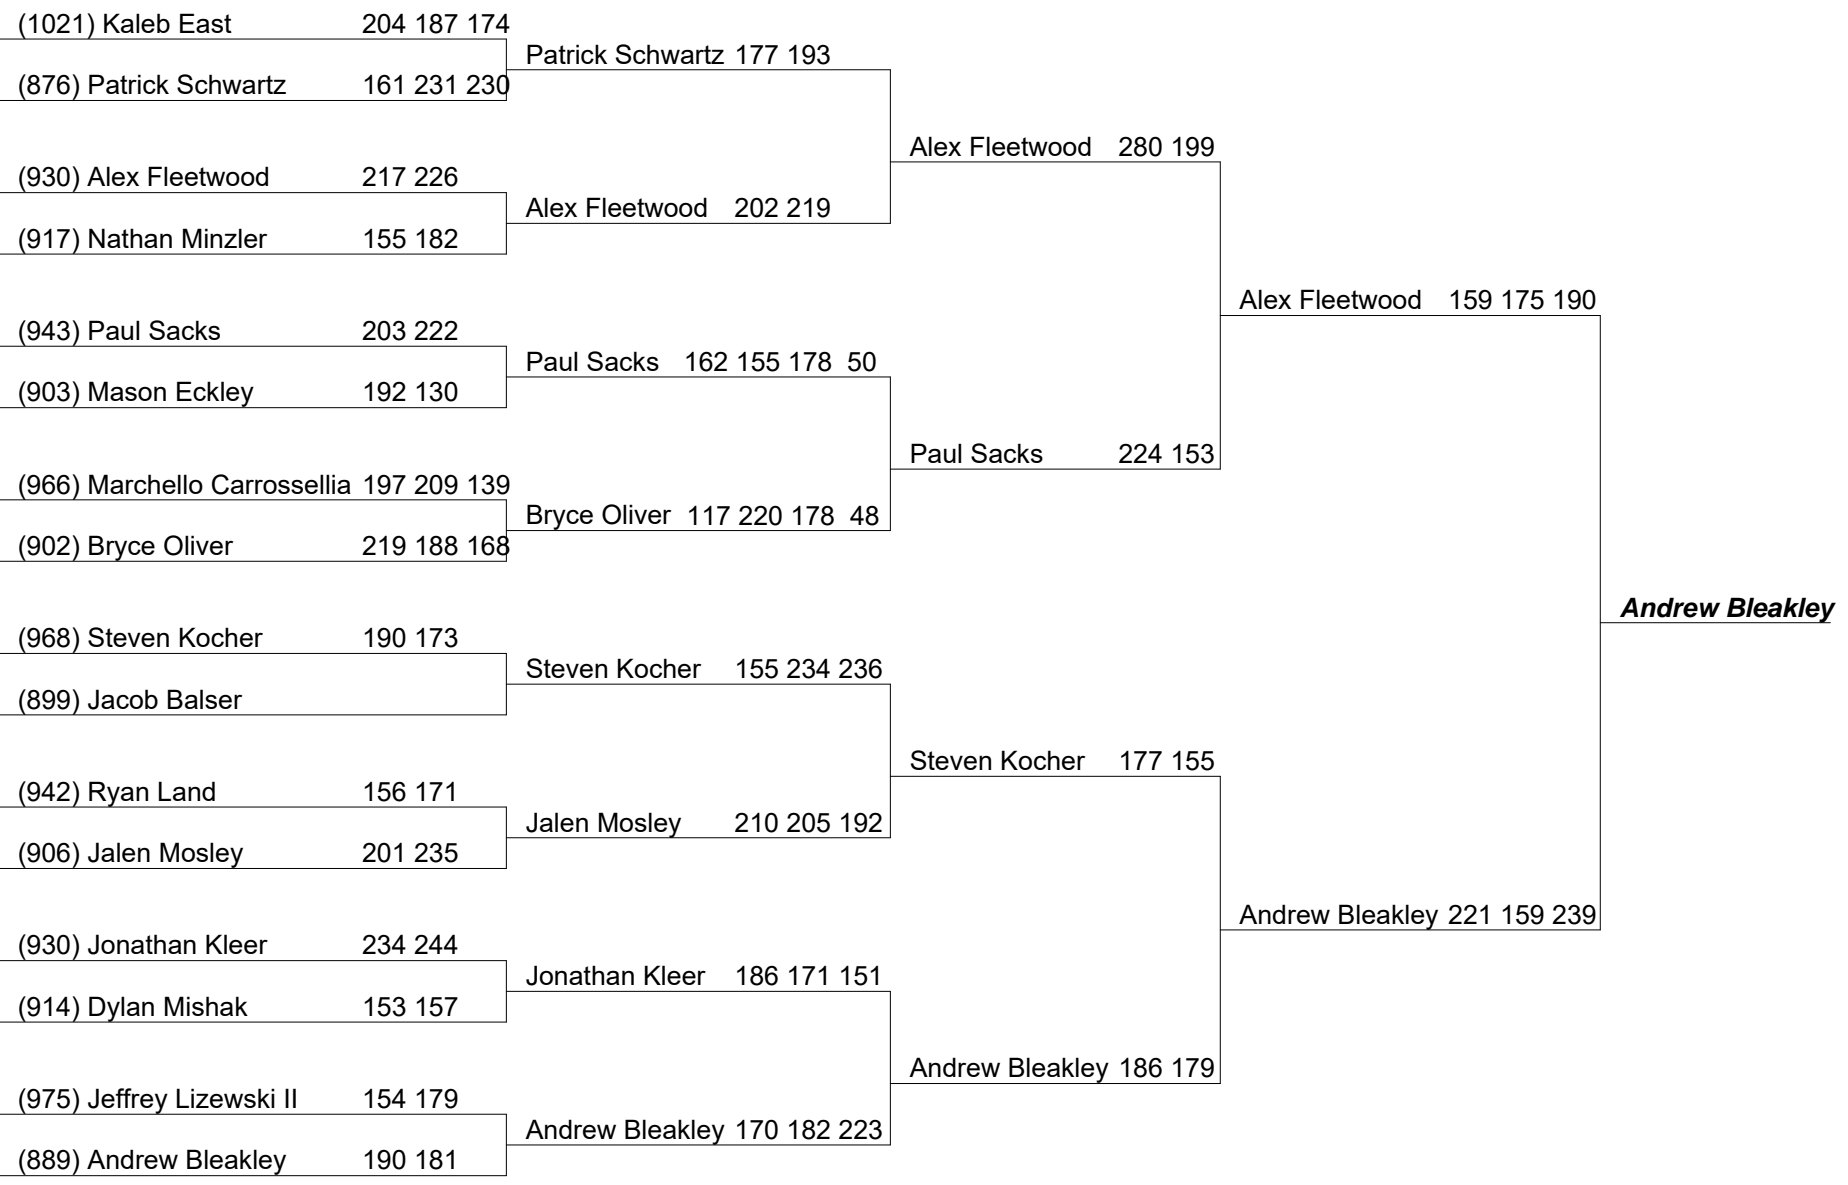 (1021) Kaleb East 204 187 174
(876) Patrick Schwartz 161 231 230
(930) Alex Fleetwood 217 226
(917) Nathan Minzler 155 182
(943) Paul Sacks 203 222
(903) Mason Eckley 192 130
(966) Marchello Carrossellia 197 209 139
(902) Bryce Oliver 219 188 168
(968) Steven Kocher 190 173
(899) Jacob Balser
(942) Ryan Land 156 171
(906) Jalen Mosley 201 235
(930) Jonathan Kleer 234 244
(914) Dylan Mishak 153 157
(975) Jeffrey Lizewski II 154 179
(889) Andrew Bleakley 190 181
Patrick Schwartz 177 193
Alex Fleetwood 202 219
Paul Sacks 162 155 178 50
Bryce Oliver 117 220 178 48
Steven Kocher 155 234 236
Jalen Mosley 210 205 192
Jonathan Kleer 186 171 151
Andrew Bleakley 170 182 223
Alex Fleetwood 280 199
Paul Sacks 224 153
Steven Kocher 177 155
Andrew Bleakley 186 179
Alex Fleetwood 159 175 190
Andrew Bleakley 221 159 239
Andrew Bleakley